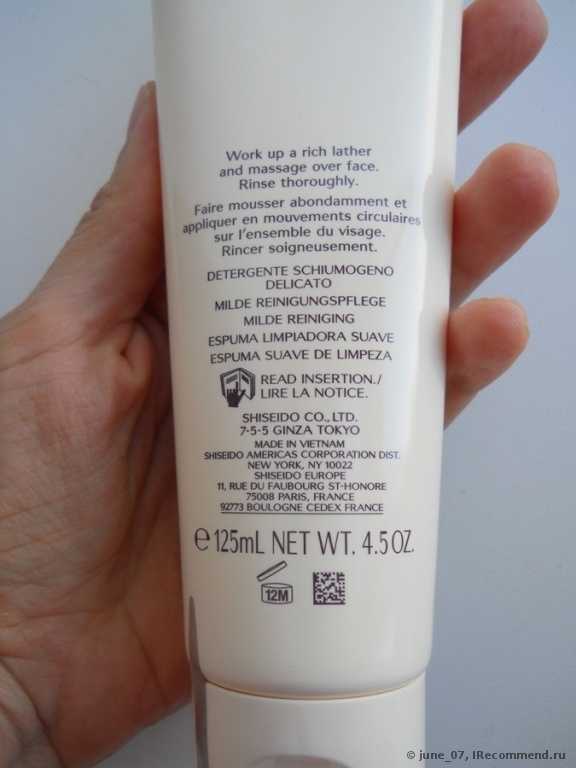 Work up a rich lather
and massage over face.
Rinse thoroughly.
Faire mousser abondamment et
appliquer en mouvements circulaires
sur l'ensemble du visage.
Rincer soigneusement.
DETERGENTE SCHIUMOGENO
DELICATO
MILDE REINIGUNGSPFLEGE
MILDE REINIGING
ESPUMA LIMPIADORA SUAVE
ESPUMA SUAVE DE LIMPEZA
READ INSERTION./
LIRE LA NOTICE.
SHISEIDO CO., LTD.
7-5-5 GINZA TOKYO
MADE IN VIETNAM
SHISEIDO AMERICAS CORPORATION DIST.
NEW YORK, NY 10022
SHISEIDO EUROPE
11, RUE DU FAUBOURG ST-HONORE
75008 PARIS, FRANCE
92773 BOULOGNE CEDEX FRANCE
℮ 125mL NET WT. 4.5 OZ.
12M
© june_07, IRecommend.ru